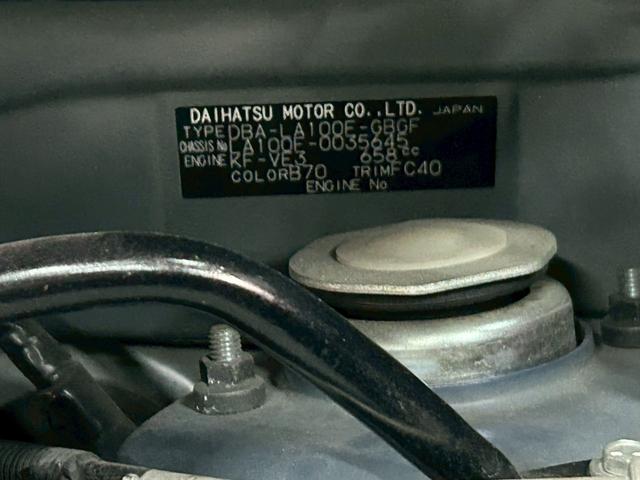 DAIHATSU MOTOR CO.,LTD. JAPAN
TYPE DBA-LA100F-GBGF
CHASSIS No LA100F-0035645
ENGINE KF-VE3 658cc
COLOR B70 TRIM FC40
ENGINE No